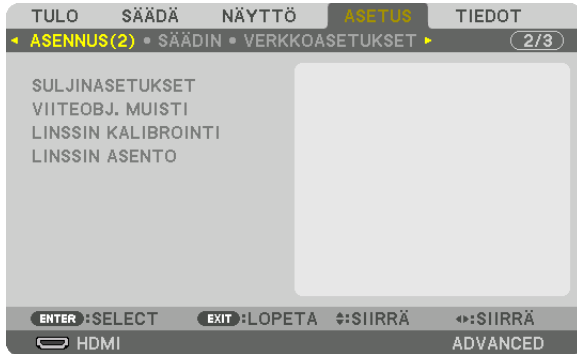 TULO SÄÄDÄ NÄYTTÖ ASETUS TIEDOT
ASENNUS(2) • SÄÄDIN • VERKKOASETUKSET 2/3
SULJINASETUKSET
VIITEOBJ. MUISTI
LINSSIN KALIBROINTI
LINSSIN ASENTO
ENTER :SELECT EXIT :LOPETA :SIIRRÄ :SIIRRÄ
HDMI ADVANCED